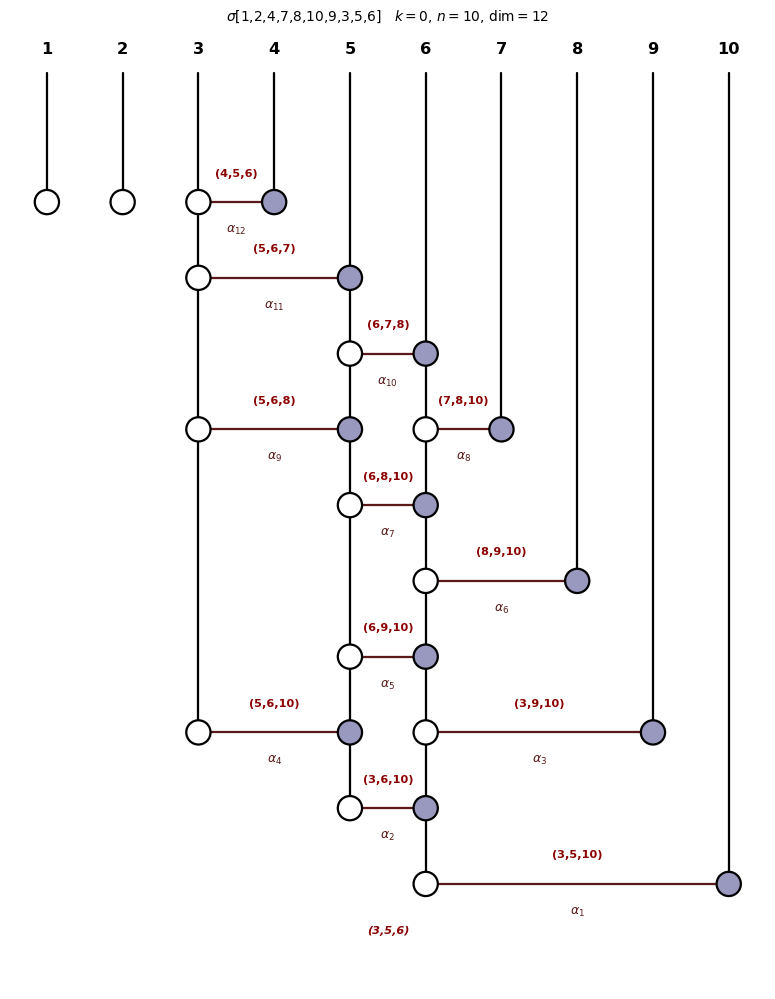 σ[1,2,4,7,8,10,9,3,5,6]   k = 0, n = 10, dim = 12
1 2 3 4 5 6 7 8 9 10
(4,5,6)
α₁₂
(5,6,7)
α₁₁
(6,7,8)
α₁₀
(5,6,8) (7,8,10)
α₉ α₈
(6,8,10)
α₇
(8,9,10)
α₆
(6,9,10)
α₅
(5,6,10) (3,9,10)
α₄ α₃
(3,6,10)
α₂
(3,5,10)
α₁
(3,5,6)